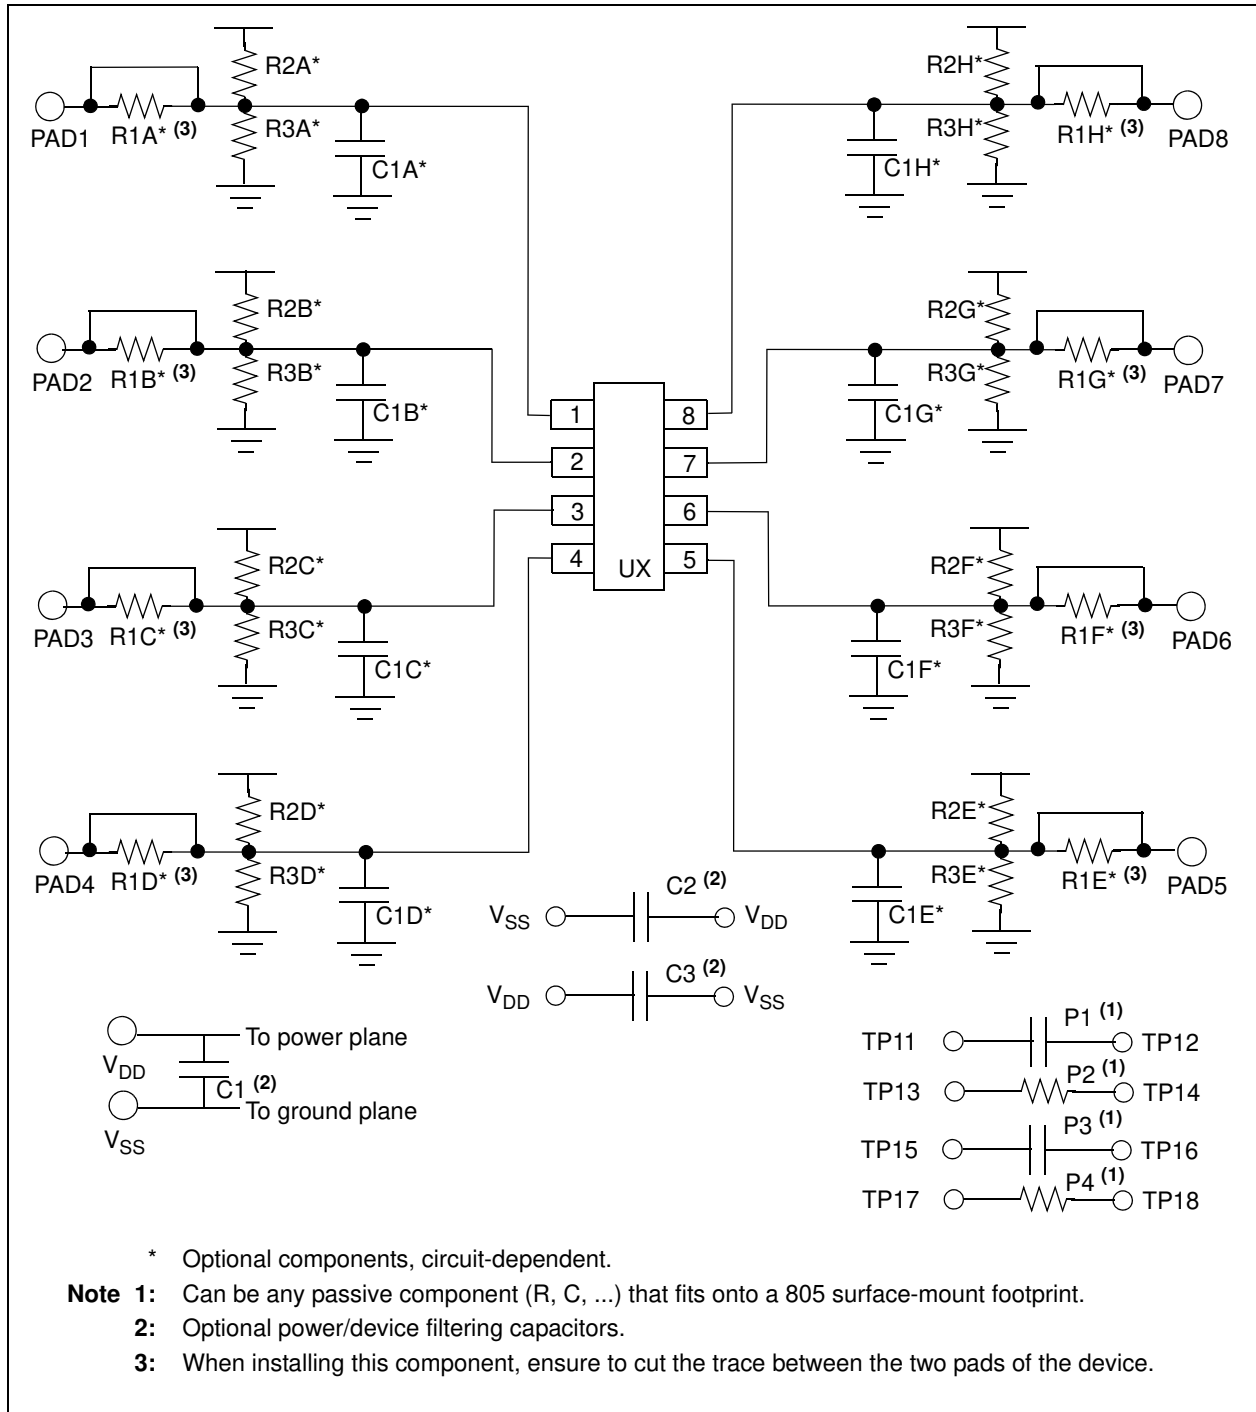 R2A*
R2H*
PAD1 R1A* (3) R3A*
R3H* R1H* (3) PAD8
C1A*
C1H*
R2B*
R2G*
PAD2 R1B* (3) R3B*
R3G* R1G* (3) PAD7
C1B*
C1G*
1 8
2 7
3 6
4 UX 5
R2C*
R2F*
PAD3 R1C* (3) R3C*
R3F* R1F* (3) PAD6
C1C*
C1F*
R2D*
R2E*
PAD4 R1D* (3) R3D*
R3E* R1E* (3) PAD5
C1D*
C1E*
C2 (2)
VSS VDD
C3 (2)
VDD VSS
To power plane
VDD
C1 (2)
To ground plane
VSS
P1 (1)
TP11 TP12
P2 (1)
TP13 TP14
P3 (1)
TP15 TP16
P4 (1)
TP17 TP18
* Optional components, circuit-dependent.
Note 1: Can be any passive component (R, C, ...) that fits onto a 805 surface-mount footprint.
2: Optional power/device filtering capacitors.
3: When installing this component, ensure to cut the trace between the two pads of the device.